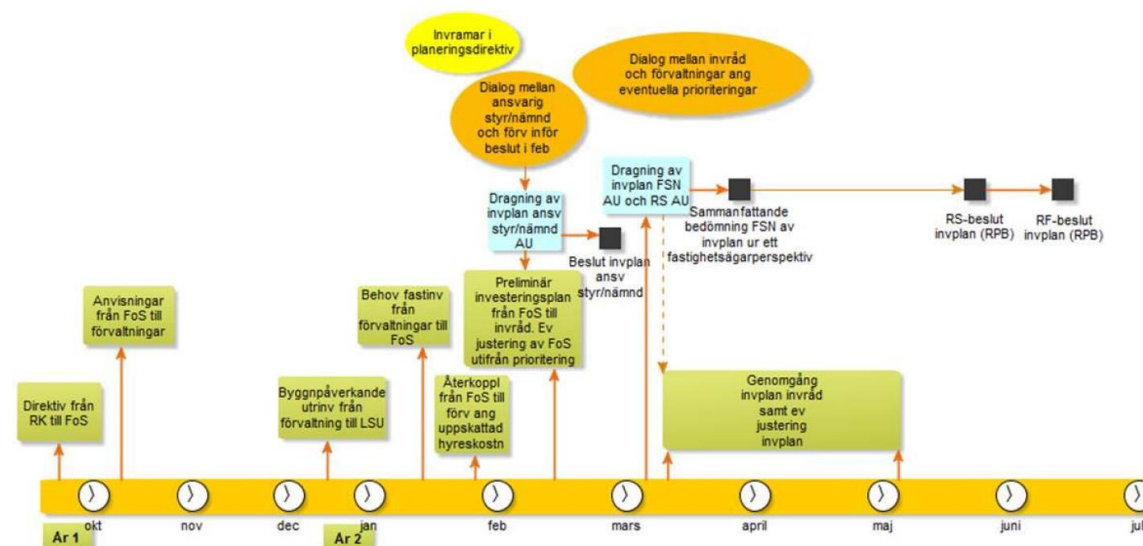 Invramar i
planeringsdirektiv
Dialog mellan
ansvarig
styr/nämnd
och förv inför
beslut i feb
Dialog mellan invråd
och förvaltningar ang
eventuella prioriteringar
Dragning av
invplan ansv
styr/nämnd
AU
Beslut invplan
ansv
styr/nämnd
Dragning av
invplan FSN
AU och RS AU
Sammanfattande
bedömning FSN av
invplan ur ett
fastighetsägarperspektiv
RS-beslut
invplan (RPB)
RF-beslut
invplan (RPB)
Direktiv från
RK till FoS
Anvisningar
från FoS till
förvaltningar
Byggnpåverkande
utrinv från
förvaltning till LSU
Behov fastinv
från
förvaltningar till
FoS
Återkoppl
från FoS till
förv ang
uppskattad
hyreskostn
Preliminär
investeringsplan
från FoS till
invråd. Ev
justering av FoS
utifrån prioritering
Genomgång
invplan invråd
samt ev
justering
invplan
okt
nov
dec
jan
feb
mars
april
maj
juni
jul
År 1
År 2